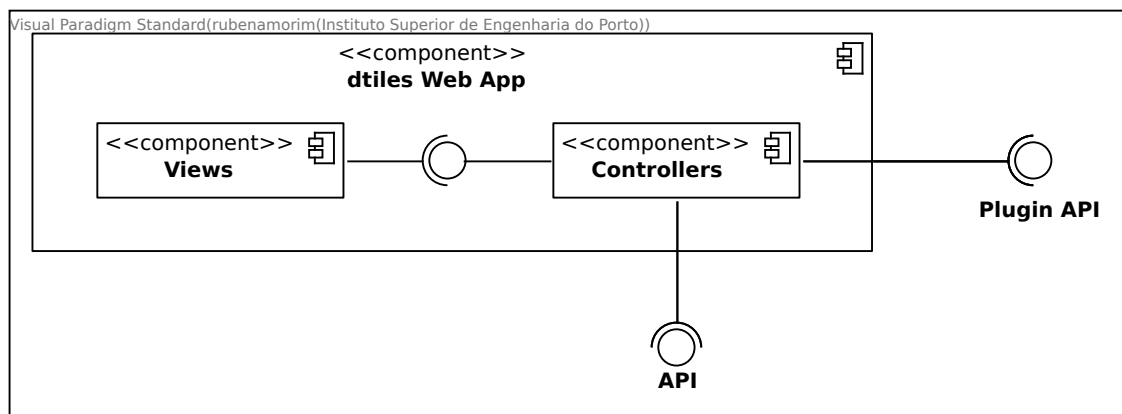 Visual Paradigm Standard(rubenamorim(Instituto Superior de Engenharia do Porto))
<<component>>
dtiles Web App
<<component>>
Views
<<component>>
Controllers
Plugin API
API